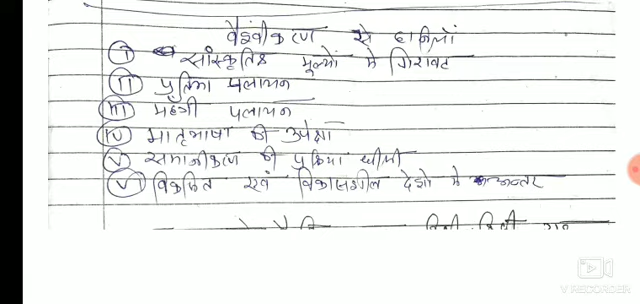 वैश्वीकरण से हानियाँ
(i) सांस्कृतिक मूल्यों मे गिरावट
(ii) प्रतिभा पलायन
(iii) महंगी पलायन
(iv) मातृभाषा की उपेक्षा
(v) समाजीकरण की प्रक्रिया धीमी
(vi) विकसित एवं विकासशील देशो मे अन्तर
V RECORDER